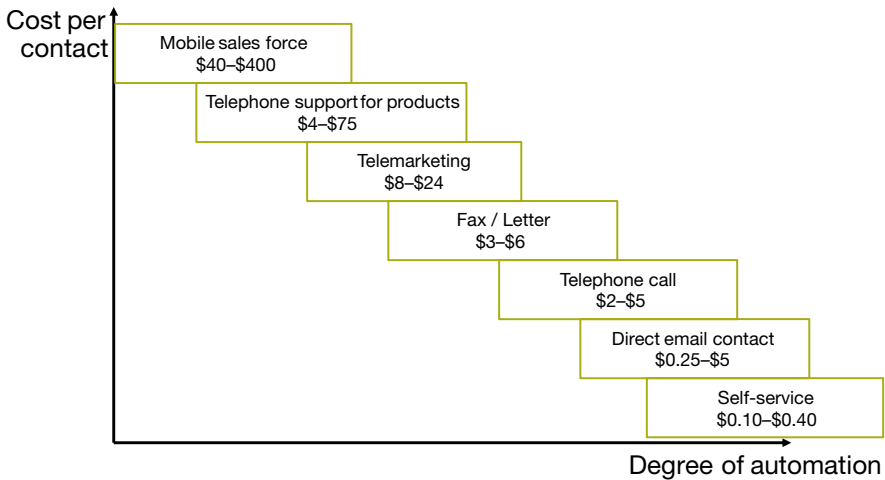 Cost per
contact
Mobile sales force
$40–$400
Telephone support for products
$4–$75
Telemarketing
$8–$24
Fax / Letter
$3–$6
Telephone call
$2–$5
Direct email contact
$0.25–$5
Self-service
$0.10–$0.40
Degree of automation